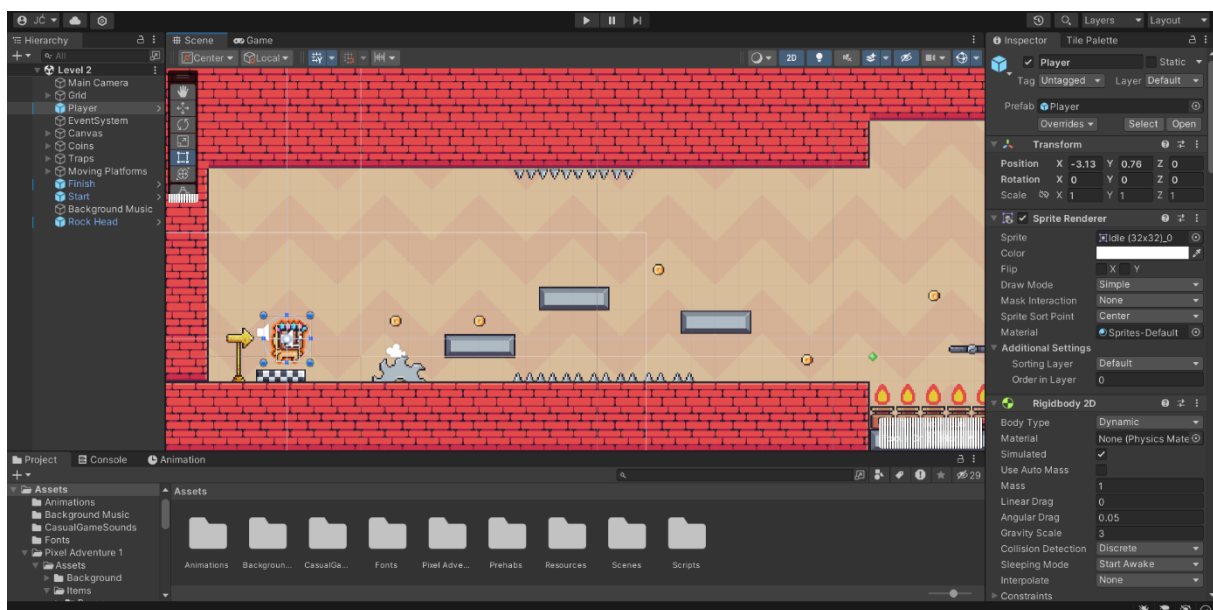 JĆ
Layers
Layout
Hierarchy
Scene
Game
Inspector
Tile Palette
All
Center
Local
2D
Player
Static
Tag
Untagged
Layer
Default
Level 2
Main Camera
Grid
Player
EventSystem
Canvas
Coins
Traps
Moving Platforms
Finish
Start
Background Music
Rock Head
Prefab
Player
Overrides
Select
Open
Transform
Position X -3.13 Y 0.76 Z 0
Rotation X 0 Y 0 Z 0
Scale X 1 Y 1 Z 1
Sprite Renderer
Sprite
Idle (32x32)_0
Color
Flip X Y
Draw Mode
Simple
Mask Interaction
None
Sprite Sort Point
Center
Material
Sprites-Default
Additional Settings
Sorting Layer
Default
Order in Layer
0
Rigidbody 2D
Body Type
Dynamic
Material
None (Physics Mate
Simulated
Use Auto Mass
Mass
1
Linear Drag
0
Angular Drag
0.05
Gravity Scale
3
Collision Detection
Discrete
Sleeping Mode
Start Awake
Interpolate
None
Constraints
Project
Console
Animation
29
Assets
Animations
Background Music
CasualGameSounds
Fonts
Pixel Adventure 1
Assets
Background
Items
Assets
Animations
Backgroun...
CasualGa...
Fonts
Pixel Adve...
Prehabs
Resources
Scenes
Scripts